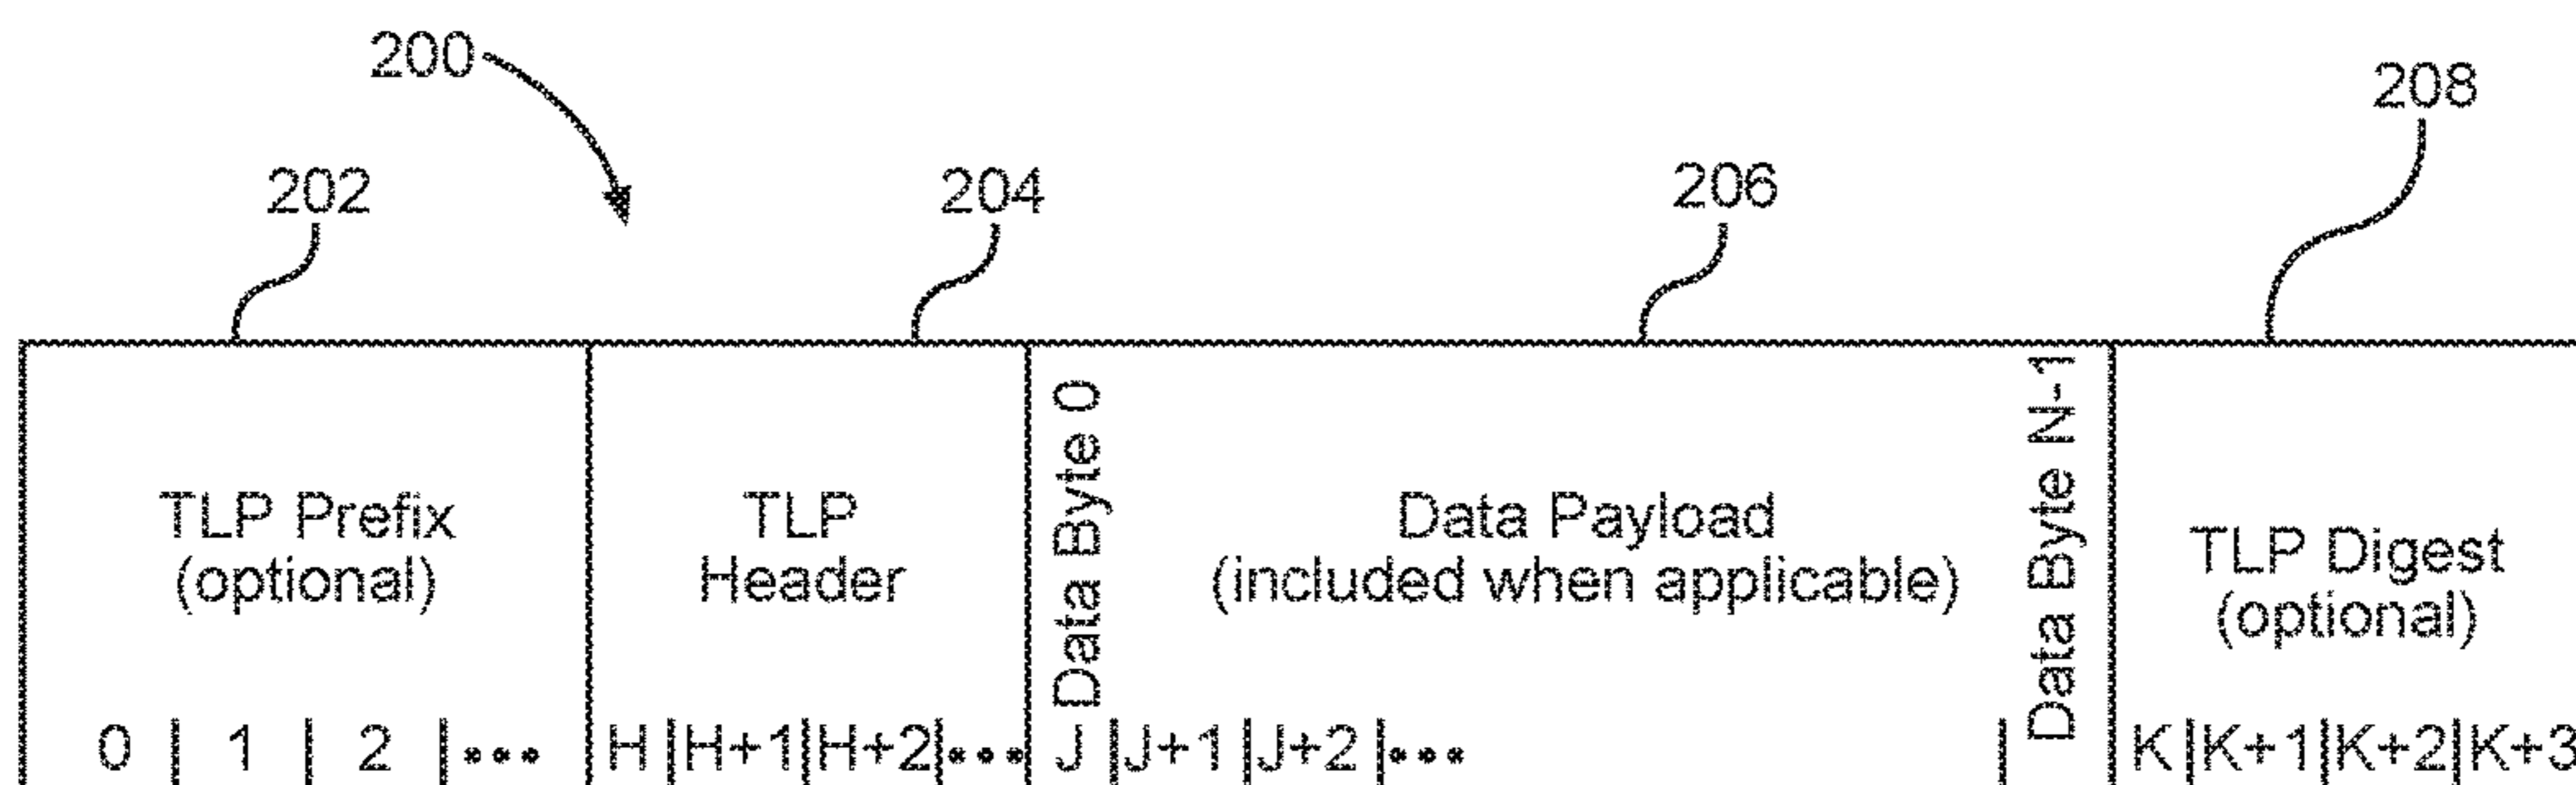 200
208
202
204
206
TLP Prefix
(optional)
TLP
Header
Data Byte 0
Data Payload
(included when applicable)
Data Byte N-1
TLP Digest
(optional)
0 | 1 | 2 |•••
H|H+1|H+2|•••
J |J+1|J+2|•••
K|K+1|K+2|K+3